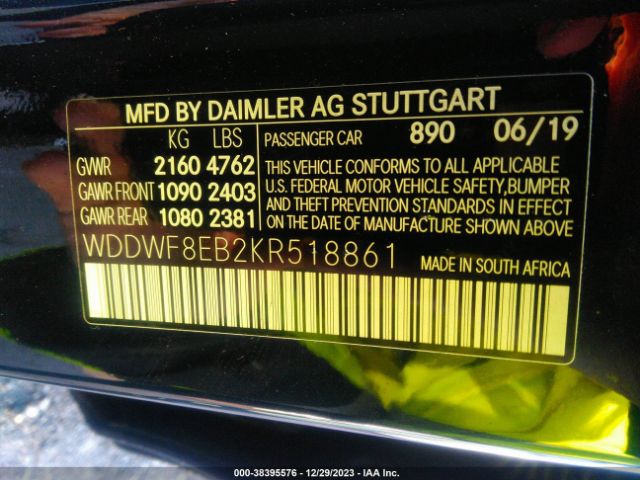 MFD BY DAIMLER AG STUTTGART
KG LBS
GVWR 2160 4762
GAWR FRONT 1090 2403
GAWR REAR 1080 2381
PASSENGER CAR 890 06/19
THIS VEHICLE CONFORMS TO ALL APPLICABLE
U.S. FEDERAL MOTOR VEHICLE SAFETY,BUMPER
AND THEFT PREVENTION STANDARDS IN EFFECT
ON THE DATE OF MANUFACTURE SHOWN ABOVE.
WDDWF8EB2KR518861
MADE IN SOUTH AFRICA
000-38395576 - 12/29/2023 - IAA Inc.